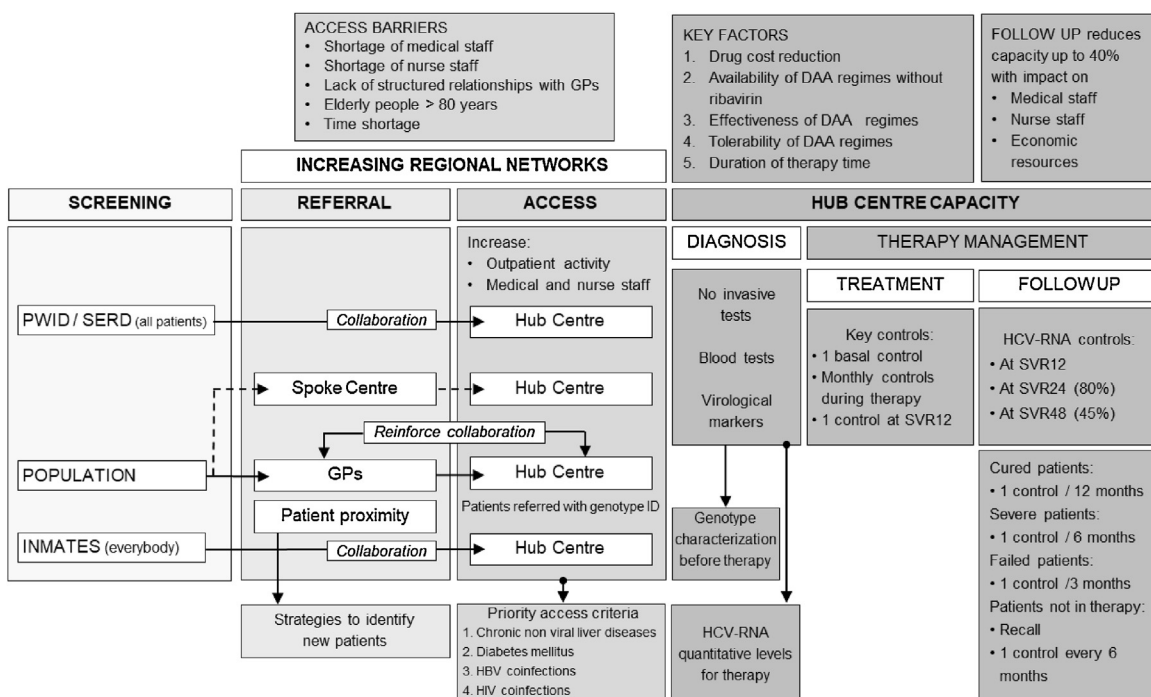 ACCESS BARRIERS
• Shortage of medical staff
• Shortage of nurse staff
• Lack of structured relationships with GPs
• Elderly people > 80 years
• Time shortage
KEY FACTORS
1. Drug cost reduction
2. Availability of DAA regimes without
ribavirin
3. Effectiveness of DAA regimes
4. Tolerability of DAA regimes
5. Duration of therapy time
FOLLOW UP reduces
capacity up to 40%
with impact on
• Medical staff
• Nurse staff
• Economic
resources
INCREASING REGIONAL NETWORKS
SCREENING
REFERRAL
ACCESS
HUB CENTRE CAPACITY
DIAGNOSIS
THERAPY MANAGEMENT
TREATMENT
FOLLOW UP
PWID / SERD (all patients)
POPULATION
INMATES (everybody)
Collaboration
Spoke Centre
Reinforce collaboration
GPs
Patient proximity
Collaboration
Strategies to identify
new patients
Increase:
• Outpatient activity
• Medical and nurse staff
Hub Centre
Hub Centre
Hub Centre
Patients referred with genotype ID
Hub Centre
Priority access criteria
1. Chronic non viral liver diseases
2. Diabetes mellitus
3. HBV coinfections
4. HIV coinfections
No invasive
tests
Blood tests
Virological
markers
Genotype
characterization
before therapy
HCV-RNA
quantitative levels
for therapy
Key controls:
• 1 basal control
• Monthly controls
during therapy
• 1 control at SVR12
HCV-RNA controls:
• At SVR12
• At SVR24 (80%)
• At SVR48 (45%)
Cured patients:
• 1 control / 12 months
Severe patients:
• 1 control / 6 months
Failed patients:
• 1 control /3 months
Patients not in therapy:
• Recall
• 1 control every 6
months